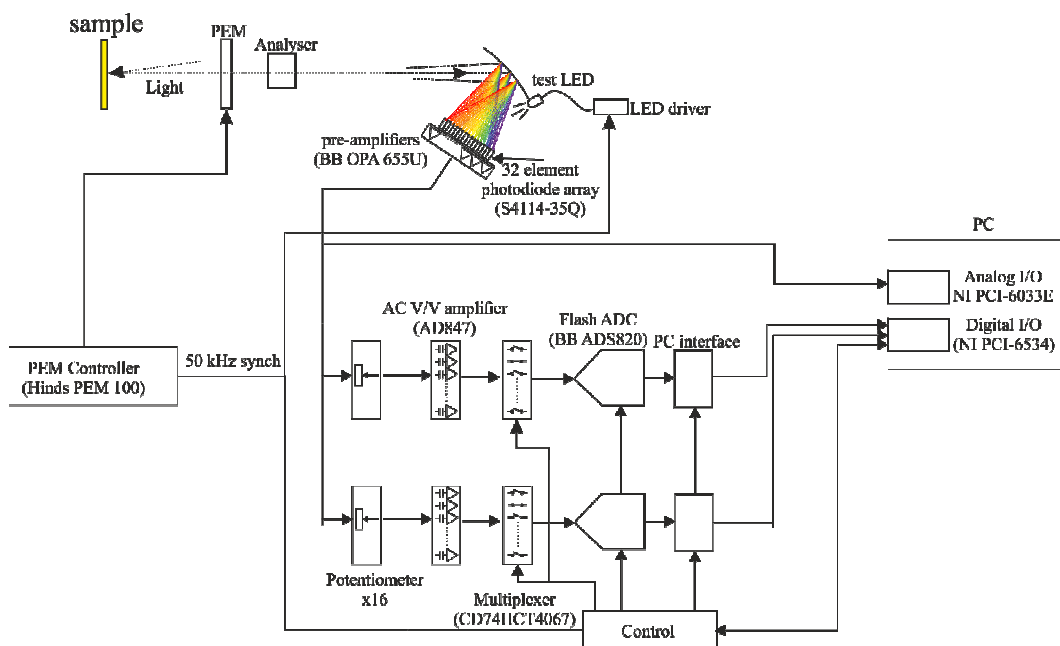 sample
PEM
Analyser
Light
test LED
LED driver
pre-amplifiers
(BB OPA 655U)
32 element
photodiode array
(S4114-35Q)
PC
Analog I/O
NI PCI-6033E
Digital I/O
(NI PCI-6534)
AC V/V amplifier
(AD847)
Flash ADC
(BB ADS820)
PC interface
PEM Controller
(Hinds PEM 100)
50 kHz synch
Potentiometer
x16
Multiplexer
(CD74HCT4067)
Control